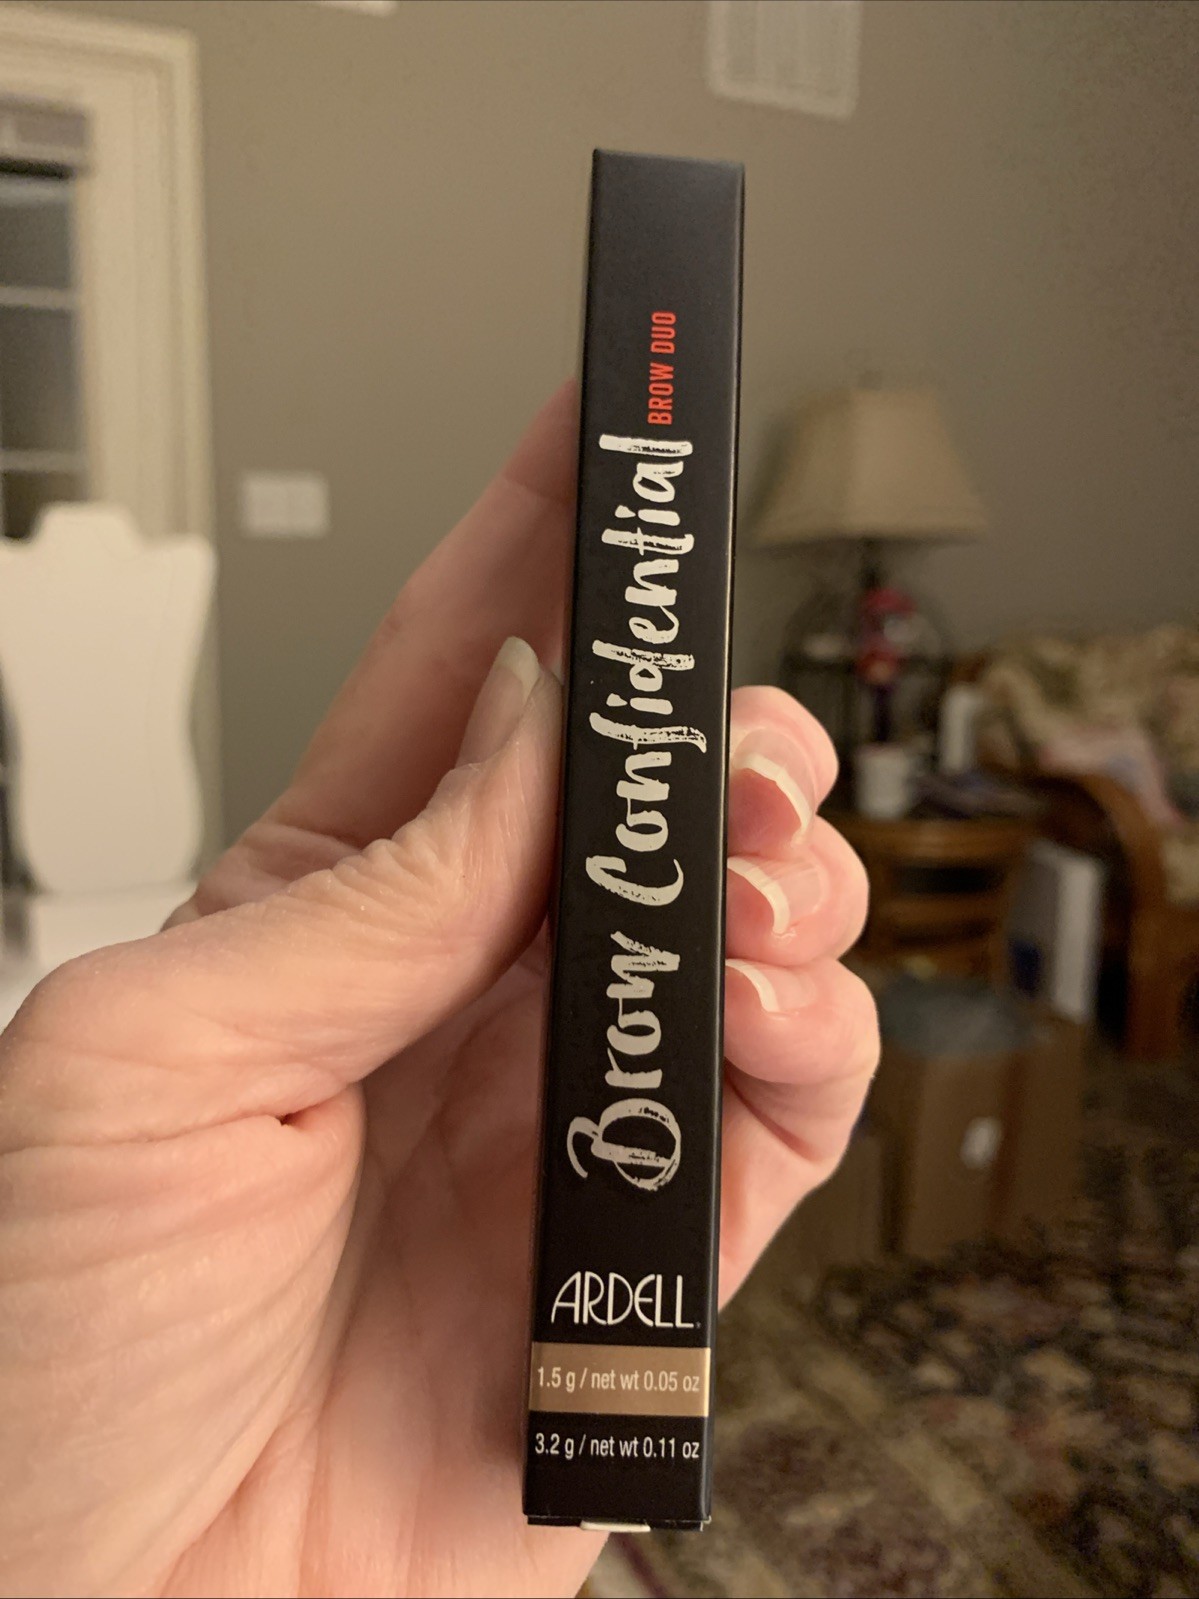 Brow Confidential
BROW DUO
ARDELL
1.5 g / net wt 0.05 oz
3.2 g / net wt 0.11 oz